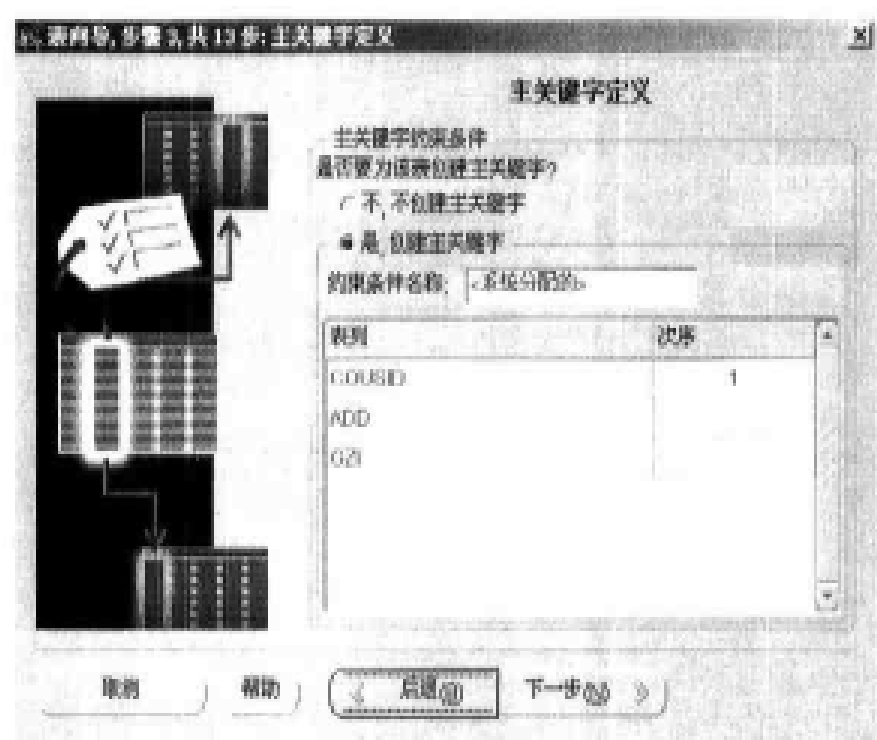 表向导, 步骤 3, 共 13 步: 主关键字定义
主关键字定义
主关键字约束条件
是否要为该表创建主关键字?
不, 不创建主关键字
是, 创建主关键字
约束条件名称: <系统分配的>
表列 次序
COUSID 1
ADD
取消 帮助 后退(B) 下一步(N)